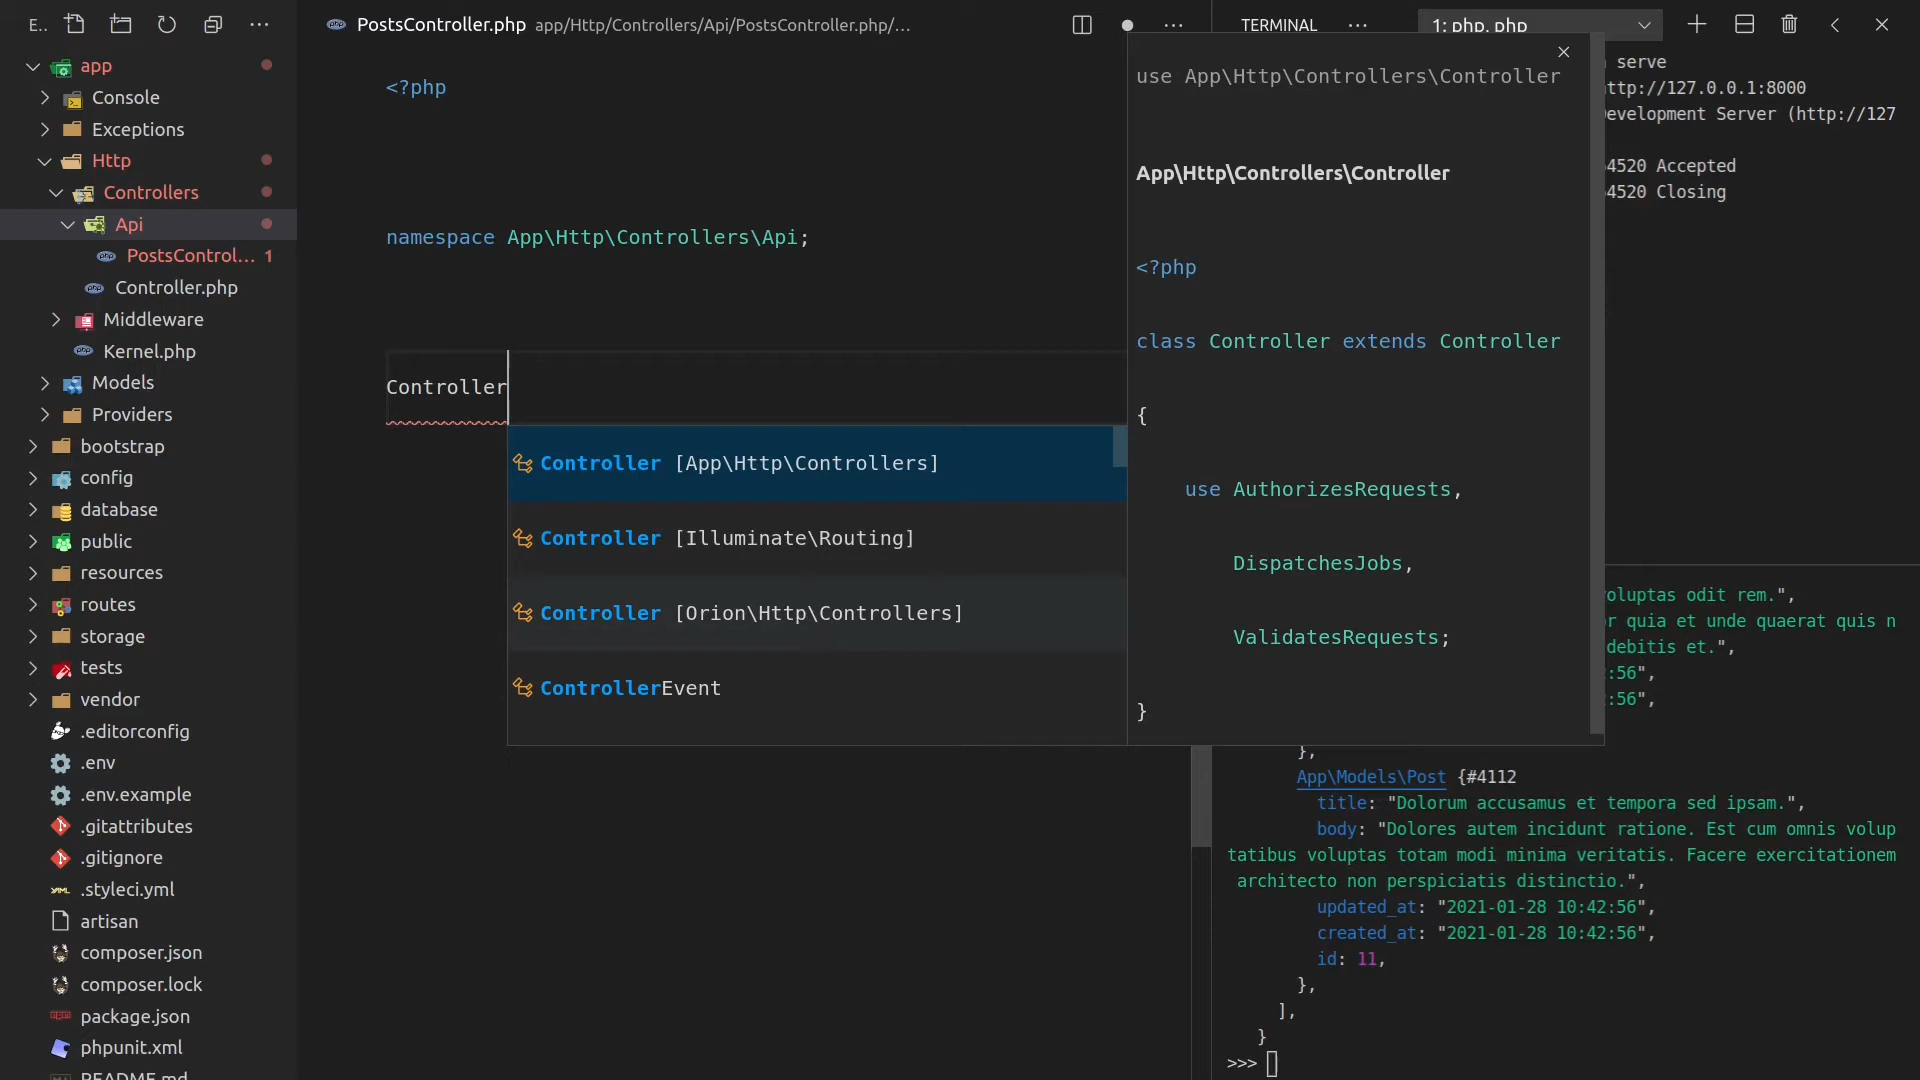 E..
app
Console
Exceptions
Http
Controllers
Api
PostsControl... 1
Controller.php
Middleware
Kernel.php
Models
Providers
bootstrap
config
database
public
resources
routes
storage
tests
vendor
.editorconfig
.env
.env.example
.gitattributes
.gitignore
.styleci.yml
artisan
composer.json
composer.lock
package.json
phpunit.xml
README.md
PostsController.php app/Http/Controllers/Api/PostsController.php/...
<?php
namespace App\Http\Controllers\Api;
Controller
Controller [App\Http\Controllers]
Controller [Illuminate\Routing]
Controller [Orion\Http\Controllers]
ControllerEvent
use App\Http\Controllers\Controller
App\Http\Controllers\Controller
<?php
class Controller extends Controller
{
use AuthorizesRequests,
DispatchesJobs,
ValidatesRequests;
}
TERMINAL
1: php, php
serve
ttp://127.0.0.1:8000
evelopment Server (http://127
4520 Accepted
4520 Closing
oluptas odit rem.",
r quia et unde quaerat quis n
debitis et.",
:56",
:56",
},
App\Models\Post {#4112
title: "Dolorum accusamus et tempora sed ipsam.",
body: "Dolores autem incidunt ratione. Est cum omnis volup
tatibus voluptas totam modi minima veritatis. Facere exercitationem
architecto non perspiciatis distinctio.",
updated_at: "2021-01-28 10:42:56",
created_at: "2021-01-28 10:42:56",
id: 11,
},
],
}
>>>